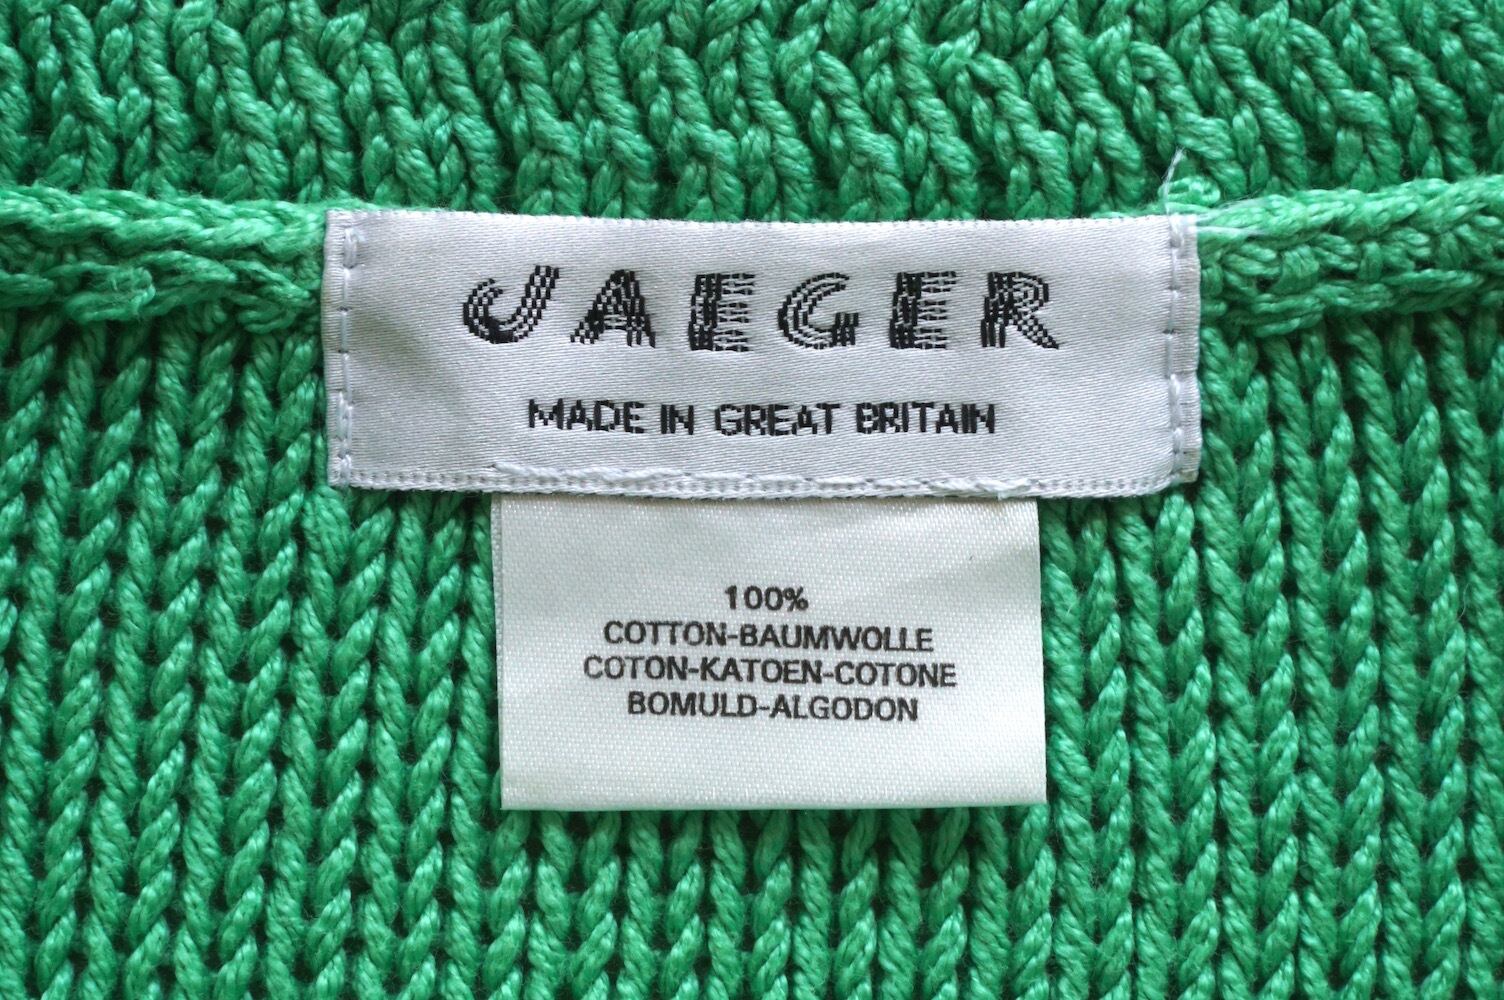 JAEGER
MADE IN GREAT BRITAIN
100%
COTTON-BAUMWOLLE
COTON-KATOEN-COTONE
BOMULD-ALGODON